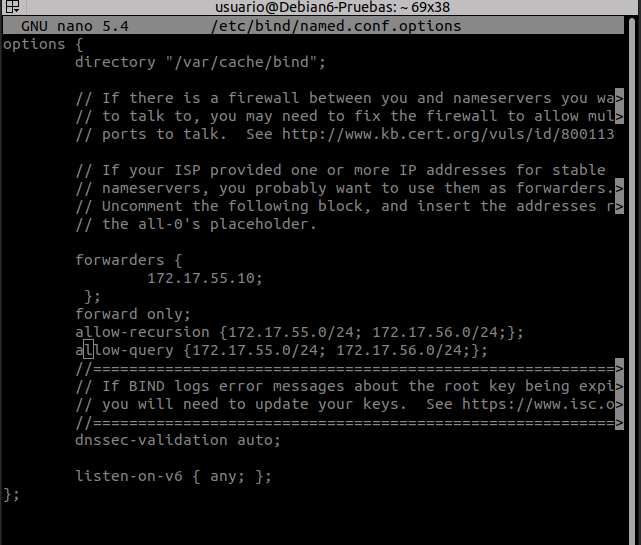 usuario@Debian6-Pruebas: ~ 69x38
GNU nano 5.4 /etc/bind/named.conf.options
options {
directory "/var/cache/bind";
// If there is a firewall between you and nameservers you wa>
// to talk to, you may need to fix the firewall to allow mul>
// ports to talk. See http://www.kb.cert.org/vuls/id/800113
// If your ISP provided one or more IP addresses for stable
// nameservers, you probably want to use them as forwarders.>
// Uncomment the following block, and insert the addresses r>
// the all-0's placeholder.
forwarders {
172.17.55.10;
};
forward only;
allow-recursion {172.17.55.0/24; 172.17.56.0/24;};
allow-query {172.17.55.0/24; 172.17.56.0/24;};
//==========================================================>
// If BIND logs error messages about the root key being expi>
// you will need to update your keys. See https://www.isc.o>
//==========================================================>
dnssec-validation auto;
listen-on-v6 { any; };
};